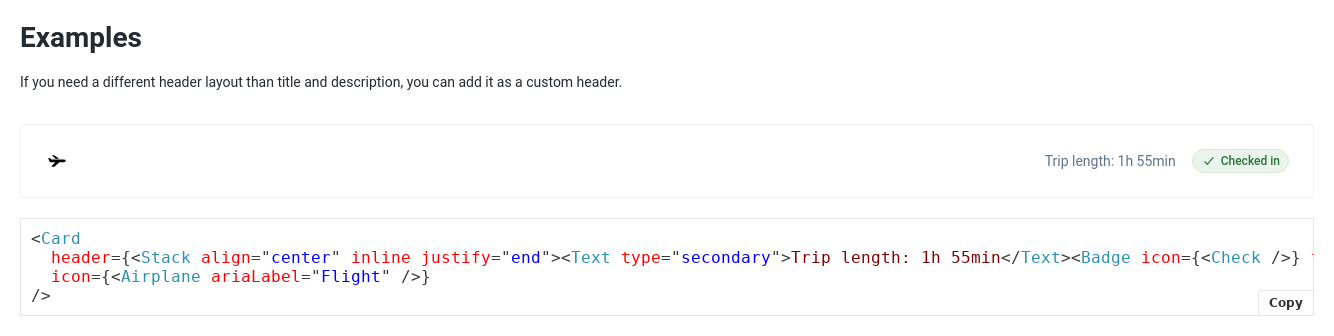 Examples
If you need a different header layout than title and description, you can add it as a custom header.
Trip length: 1h 55min Checked in
<Card
header={<Stack align="center" inline justify="end"><Text type="secondary">Trip length: 1h 55min</Text><Badge icon={<Check />}
icon={<Airplane ariaLabel="Flight" />}
/>
Copy